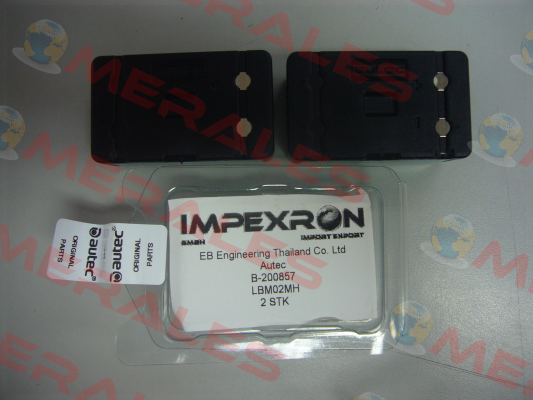 MERALES
IMPEXRON
GMBH IMPORT EXPORT
EB Engineering Thailand Co. Ltd
Autec
B-200857
LBM02MH
2 STK
ORIGINAL
PARTS
autec
autec
ORIGINAL
PARTS